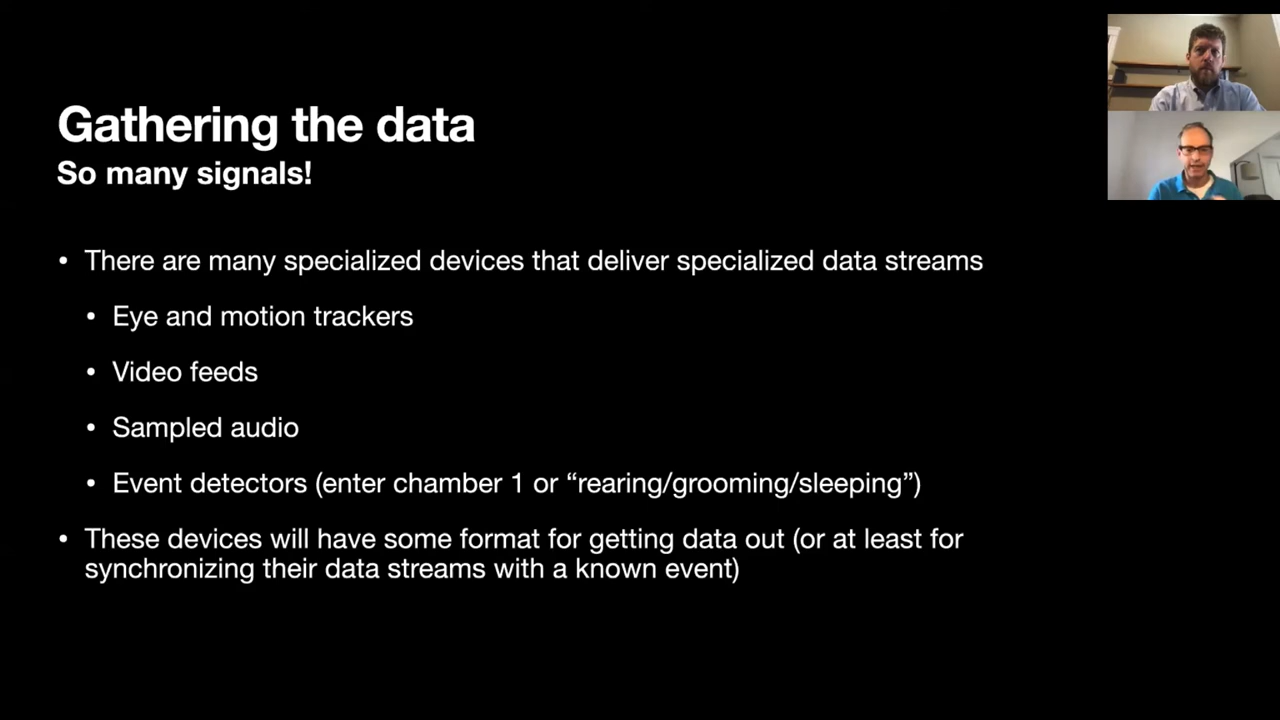 Gathering the data
So many signals!
• There are many specialized devices that deliver specialized data streams
• Eye and motion trackers
• Video feeds
• Sampled audio
• Event detectors (enter chamber 1 or “rearing/grooming/sleeping”)
• These devices will have some format for getting data out (or at least for
synchronizing their data streams with a known event)